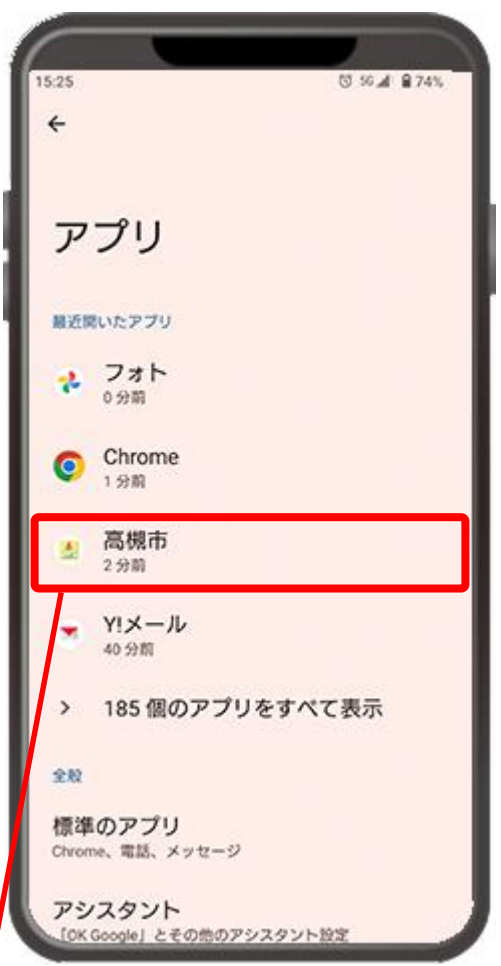 15:25 5G 74%
アプリ
最近開いたアプリ
フォト
0 分前
Chrome
1 分前
高槻市
2 分前
Y!メール
40 分前
185 個のアプリをすべて表示
全般
標準のアプリ
Chrome、電話、メッセージ
アシスタント
「OK Google」とその他のアシスタント設定